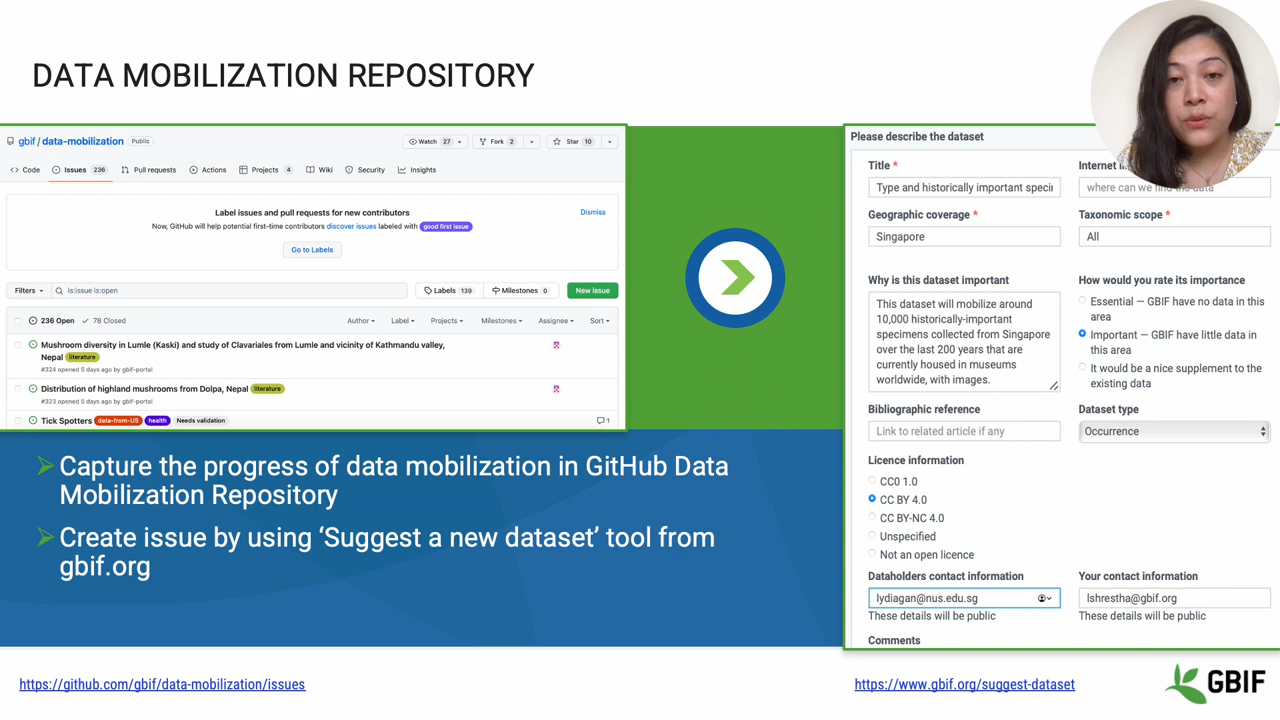 DATA MOBILIZATION REPOSITORY
gbif / data-mobilization Public
Watch 27
Fork 2
Star 10
Code
Issues 236
Pull requests
Actions
Projects 4
Wiki
Security
Insights
Label issues and pull requests for new contributors
Dismiss
Now, GitHub will help potential first-time contributors discover issues labeled with good first issue
Go to Labels
Filters
is:issue is:open
Labels 139
Milestones 0
New issue
236 Open
78 Closed
Author
Label
Projects
Milestones
Assignee
Sort
Mushroom diversity in Lumle (Kaski) and study of Clavariales from Lumle and vicinity of Kathmandu valley,
Nepal literature
#324 opened 5 days ago by gbif-portal
Distribution of highland mushrooms from Dolpa, Nepal literature
#323 opened 5 days ago by gbif-portal
Tick Spotters data-from-US health Needs validation
1
Capture the progress of data mobilization in GitHub Data
Mobilization Repository
Create issue by using ‘Suggest a new dataset’ tool from
gbif.org
https://github.com/gbif/data-mobilization/issues
Please describe the dataset
Title *
Type and historically important speci
Internet
where can we find the data
Geographic coverage *
Singapore
Taxonomic scope *
All
Why is this dataset important
This dataset will mobilize around
10,000 historically-important
specimens collected from Singapore
over the last 200 years that are
currently housed in museums
worldwide, with images.
How would you rate its importance
Essential — GBIF have no data in this
area
Important — GBIF have little data in
this area
It would be a nice supplement to the
existing data
Bibliographic reference
Link to related article if any
Dataset type
Occurrence
Licence information
CC0 1.0
CC BY 4.0
CC BY-NC 4.0
Unspecified
Not an open licence
Dataholders contact information
lydiagan@nus.edu.sg
These details will be public
Your contact information
lshrestha@gbif.org
These details will be public
Comments
https://www.gbif.org/suggest-dataset
GBIF